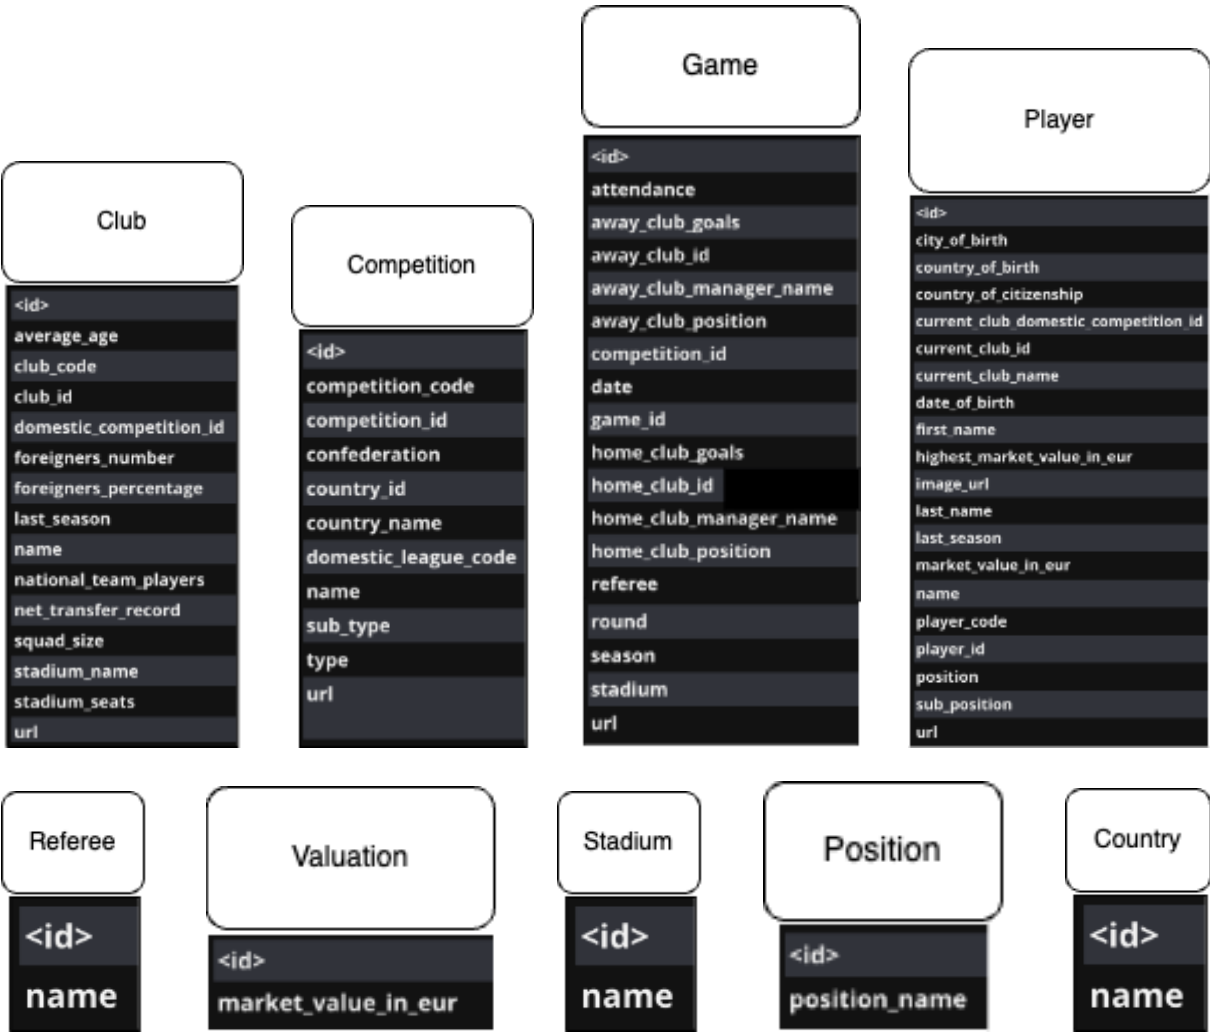 Club
<id>
average_age
club_code
club_id
domestic_competition_id
foreigners_number
foreigners_percentage
last_season
name
national_team_players
net_transfer_record
squad_size
stadium_name
stadium_seats
url
Competition
<id>
competition_code
competition_id
confederation
country_id
country_name
domestic_league_code
name
sub_type
type
url
Game
<id>
attendance
away_club_goals
away_club_id
away_club_manager_name
away_club_position
competition_id
date
game_id
home_club_goals
home_club_id
home_club_manager_name
home_club_position
referee
round
season
stadium
url
Player
<id>
city_of_birth
country_of_birth
country_of_citizenship
current_club_domestic_competition_id
current_club_id
current_club_name
date_of_birth
first_name
highest_market_value_in_eur
image_url
last_name
last_season
market_value_in_eur
name
player_code
player_id
position
sub_position
url
Referee
<id>
name
Valuation
<id>
market_value_in_eur
Stadium
<id>
name
Position
<id>
position_name
Country
<id>
name